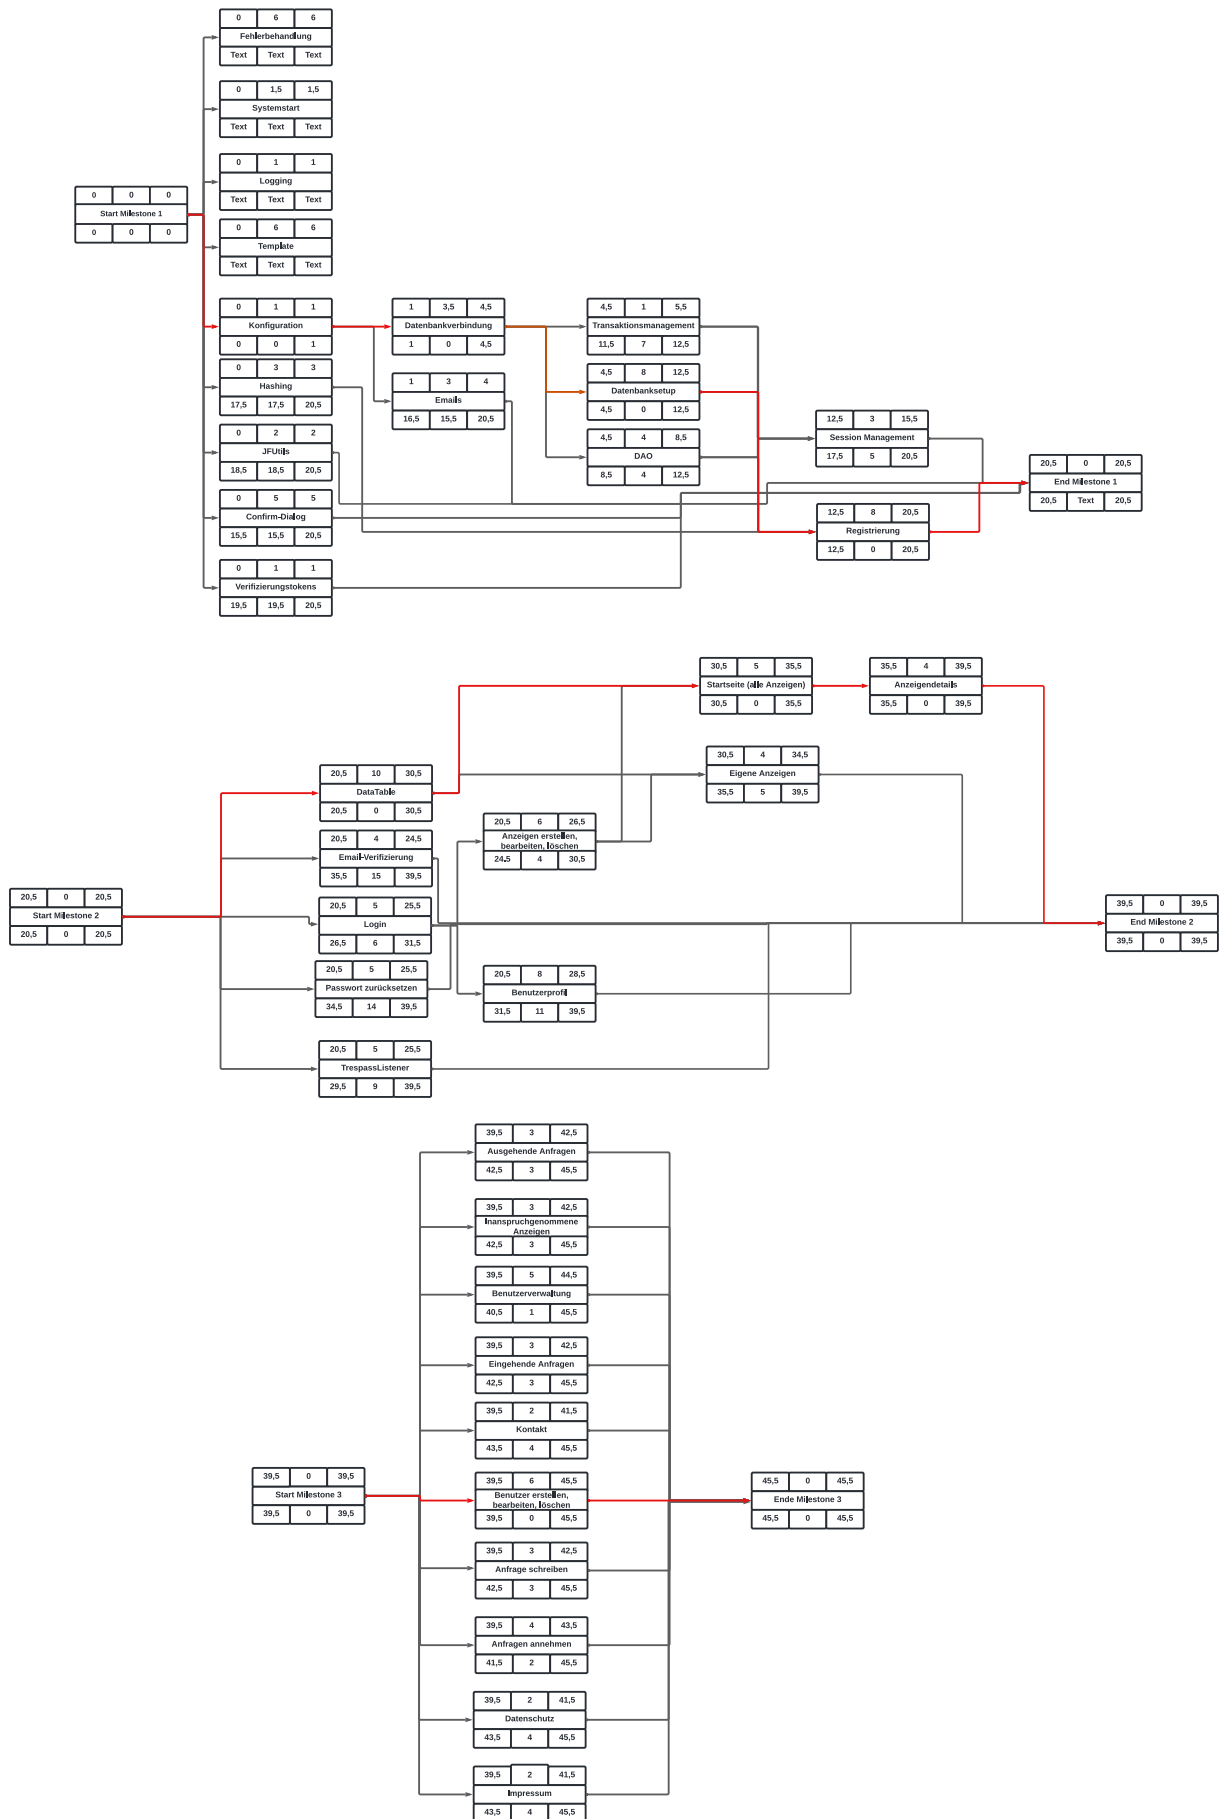 0 6 6
Fehlerbehandlung
Text Text Text
0 1,5 1,5
Systemstart
Text Text Text
0 1 1
Logging
Text Text Text
0 0 0
Start Milestone 1
0 0 0
0 6 6
Template
Text Text Text
0 1 1
Konfiguration
0 0 1
1 3,5 4,5
Datenbankverbindung
1 0 4,5
4,5 1 5,5
Transaktionsmanagement
11,5 7 12,5
0 3 3
Hashing
17,5 17,5 20,5
1 3 4
Emails
16,5 15,5 20,5
4,5 8 12,5
Datenbanksetup
4,5 0 12,5
0 2 2
JFUtils
18,5 18,5 20,5
4,5 4 8,5
DAO
8,5 4 12,5
12,5 3 15,5
Session Management
17,5 5 20,5
20,5 0 20,5
End Milestone 1
20,5 Text 20,5
0 5 5
Confirm-Dialog
15,5 15,5 20,5
12,5 8 20,5
Registrierung
12,5 0 20,5
0 1 1
Verifizierungstokens
19,5 19,5 20,5
30,5 5 35,5
Startseite (alle Anzeigen)
30,5 0 35,5
35,5 4 39,5
Anzeigendetails
35,5 0 39,5
30,5 4 34,5
Eigene Anzeigen
35,5 5 39,5
20,5 10 30,5
DataTable
20,5 0 30,5
20,5 6 26,5
Anzeigen erstellen,
bearbeiten, löschen
24.5 4 30,5
20,5 4 24,5
Email-Verifizierung
35,5 15 39,5
20,5 0 20,5
Start Milestone 2
20,5 0 20,5
20,5 5 25,5
Login
26,5 6 31,5
39,5 0 39,5
End Milestone 2
39,5 0 39,5
20,5 5 25,5
Passwort zurücksetzen
34,5 14 39,5
20,5 8 28,5
Benutzerprofil
31,5 11 39,5
20,5 5 25,5
TrespassListener
29,5 9 39,5
39,5 3 42,5
Ausgehende Anfragen
42,5 3 45,5
39,5 3 42,5
Inanspruchgenommene
Anzeigen
42,5 3 45,5
39,5 5 44,5
Benutzerverwaltung
40,5 1 45,5
39,5 3 42,5
Eingehende Anfragen
42,5 3 45,5
39,5 2 41,5
Kontakt
43,5 4 45,5
39,5 0 39,5
Start Milestone 3
39,5 0 39,5
39,5 6 45,5
Benutzer erstellen,
bearbeiten, löschen
39,5 0 45,5
45,5 0 45,5
Ende Milestone 3
45,5 0 45,5
39,5 3 42,5
Anfrage schreiben
42,5 3 45,5
39,5 4 43,5
Anfragen annehmen
41,5 2 45,5
39,5 2 41,5
Datenschutz
43,5 4 45,5
39,5 2 41,5
Impressum
43,5 4 45,5